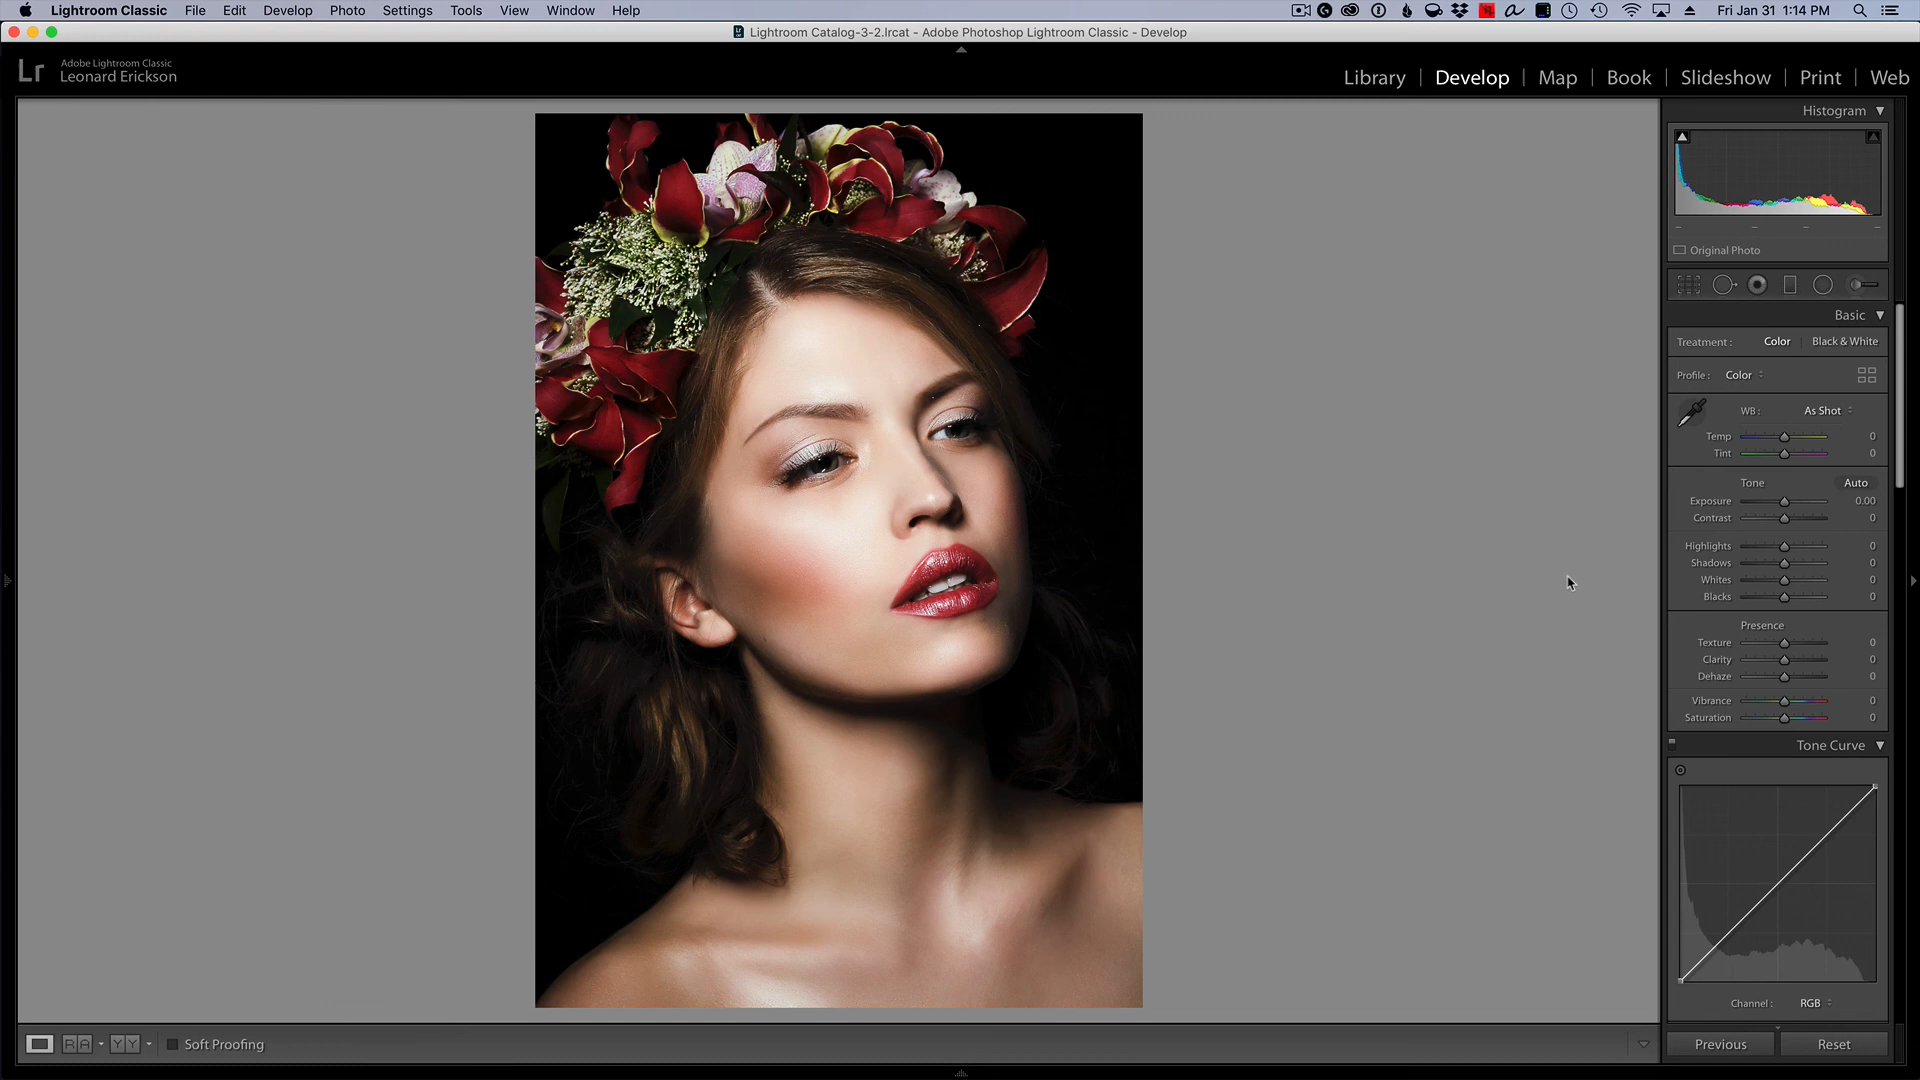 Lightroom Classic File Edit Develop Photo Settings Tools View Window Help Fri Jan 31 1:14 PM
Lightroom Catalog-3-2.lrcat - Adobe Photoshop Lightroom Classic - Develop
Lr Adobe Lightroom Classic
Leonard Erickson
Library | Develop | Map | Book | Slideshow | Print | Web
Histogram
Original Photo
Basic
Treatment : Color Black & White
Profile : Color
WB : As Shot
Temp 0
Tint 0
Tone Auto
Exposure 0.00
Contrast 0
Highlights 0
Shadows 0
Whites 0
Blacks 0
Presence
Texture 0
Clarity 0
Dehaze 0
Vibrance 0
Saturation 0
Tone Curve
Channel : RGB
R A Y Y Soft Proofing
Previous Reset